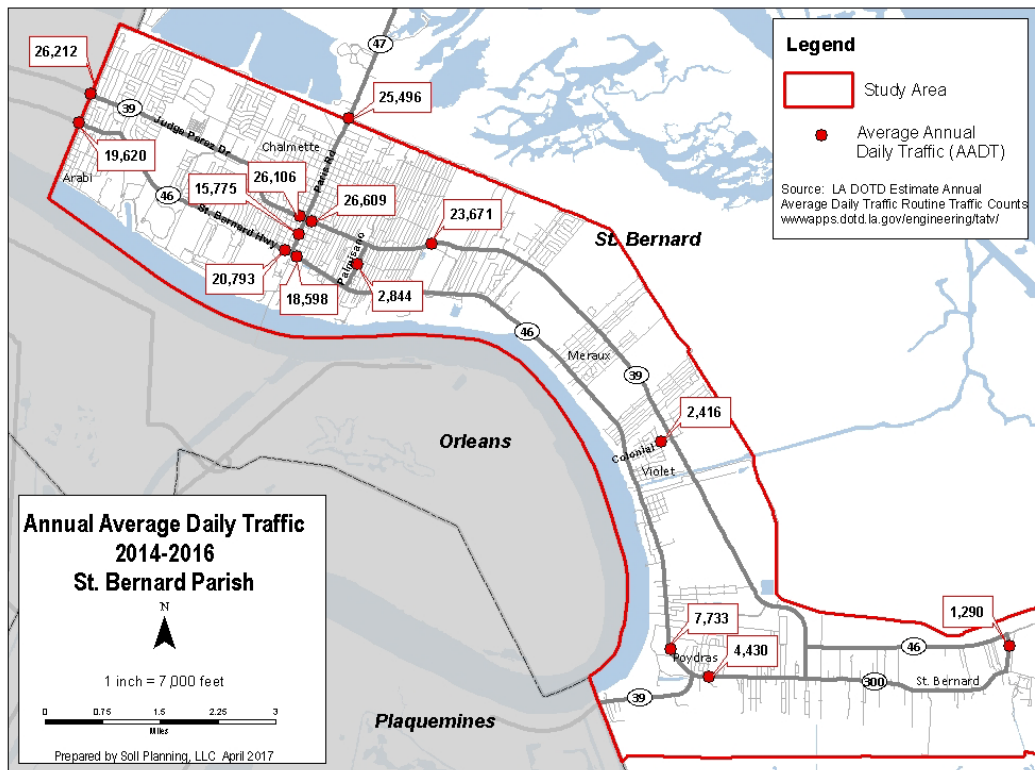 47
26,212
25,496
39
Judge Perez Dr
Chalmette
Paris Rd
19,620
Arabi
46
St. Bernard Hwy
15,775
26,106
26,609
23,671
St. Bernard
Palmisano
20,793
18,598
2,844
46
Meraux
39
2,416
Colonial
Violet
Orleans
7,733
Poydras
4,430
1,290
46
300
St. Bernard
39
Plaquemines
Legend
Study Area
Average Annual
Daily Traffic (AADT)
Source: LA DOTD Estimate Annual
Average Daily Traffic Routine Traffic Counts
wwwapps.dotd.la.gov/engineering/tatv/
Annual Average Daily Traffic
2014-2016
St. Bernard Parish
N
1 inch = 7,000 feet
0 0.75 1.5 2.25 3
Miles
Prepared by Soll Planning, LLC April 2017